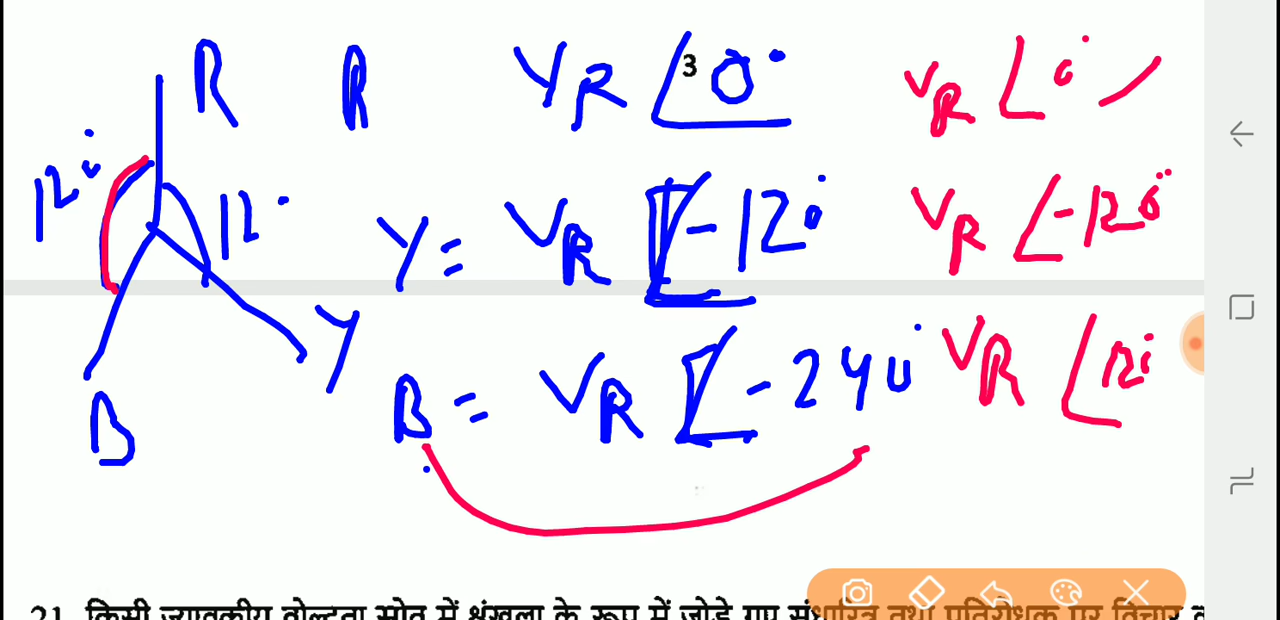 R R VR ∠0° VR ∠0°
3
120° 120° Y = VR ∠-120° VR ∠-120°
Y
B B = VR ∠-240° VR ∠120°
21. किसी ज्यावक्रीय वोल्टता स्रोत में श्रृंखला के रूप में जोड़े गए संधारित्र तथा प्रतिरोधक पर विचार